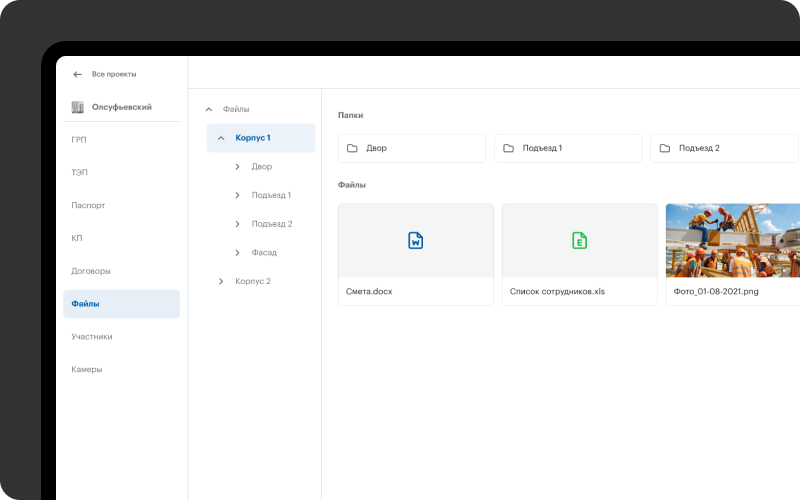 Все проекты
Олсуфьевский
ГРП
ТЭП
Паспорт
КП
Договоры
Файлы
Участники
Камеры
Файлы
Корпус 1
Двор
Подъезд 1
Подъезд 2
Фасад
Корпус 2
Папки
Двор
Подъезд 1
Подъезд 2
Файлы
W
E
Смета.docx
Список сотрудников.xls
Фото_01-08-2021.png